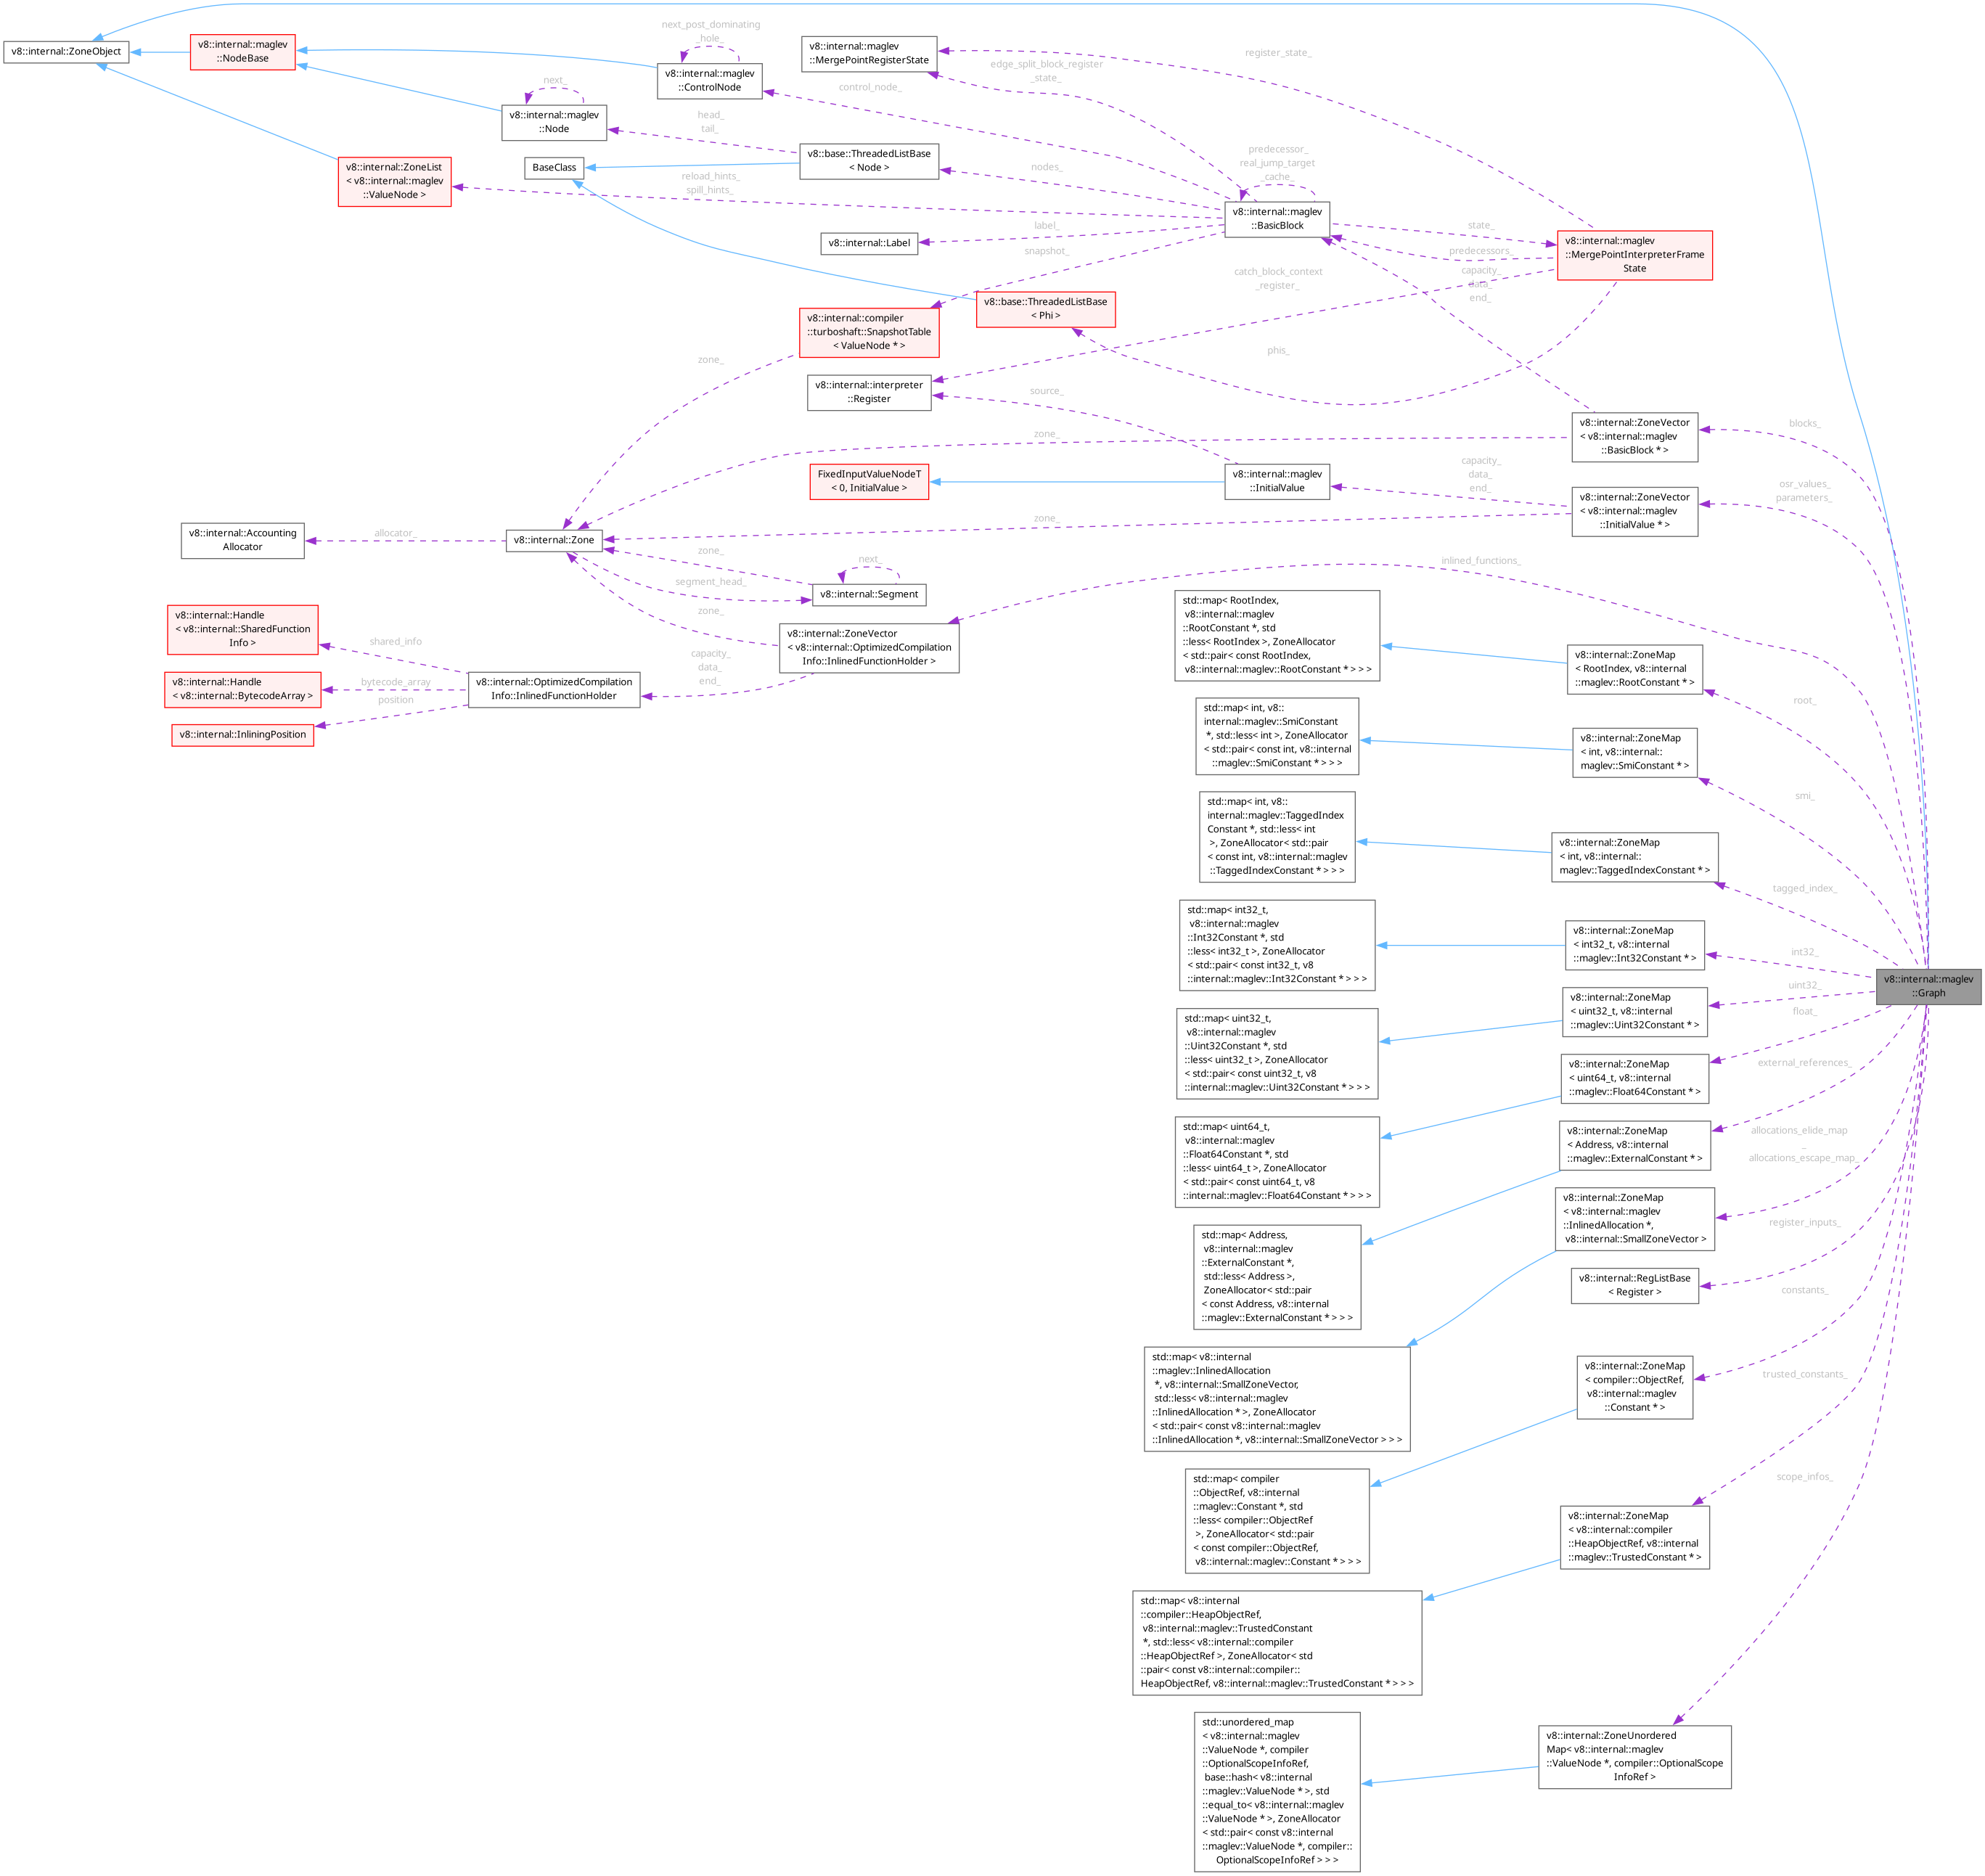 v8::internal::ZoneObject
v8::internal::maglev
::NodeBase
next_post_dominating
_hole_
v8::internal::maglev
::ControlNode
v8::internal::maglev
::MergePointRegisterState
register_state_
edge_split_block_register
_state_
control_node_
next_
v8::internal::maglev
::Node
head_
tail_
v8::internal::ZoneList
< v8::internal::maglev
::ValueNode >
BaseClass
v8::base::ThreadedListBase
< Node >
reload_hints_
spill_hints_
nodes_
predecessor_
real_jump_target
_cache_
v8::internal::maglev
::BasicBlock
v8::internal::Label
label_
snapshot_
state_
predecessors_
v8::internal::maglev
::MergePointInterpreterFrame
State
catch_block_context
_register_
capacity_
data_
end_
v8::base::ThreadedListBase
< Phi >
v8::internal::compiler
::turboshaft::SnapshotTable
< ValueNode * >
zone_
phis_
v8::internal::interpreter
::Register
source_
v8::internal::ZoneVector
< v8::internal::maglev
::BasicBlock * >
blocks_
zone_
FixedInputValueNodeT
< 0, InitialValue >
v8::internal::maglev
::InitialValue
capacity_
data_
end_
v8::internal::ZoneVector
< v8::internal::maglev
::InitialValue * >
osr_values_
parameters_
zone_
v8::internal::Accounting
Allocator
allocator_
v8::internal::Zone
zone_
segment_head_
next_
v8::internal::Segment
inlined_functions_
zone_
v8::internal::Handle
< v8::internal::SharedFunction
Info >
shared_info
v8::internal::ZoneVector
< v8::internal::OptimizedCompilation
Info::InlinedFunctionHolder >
capacity_
data_
end_
v8::internal::Handle
< v8::internal::BytecodeArray >
bytecode_array
position
v8::internal::OptimizedCompilation
Info::InlinedFunctionHolder
v8::internal::InliningPosition
std::map< RootIndex,
v8::internal::maglev
::RootConstant *, std
::less< RootIndex >, ZoneAllocator
< std::pair< const RootIndex,
v8::internal::maglev::RootConstant * > > >
v8::internal::ZoneMap
< RootIndex, v8::internal
::maglev::RootConstant * >
root_
std::map< int, v8::
internal::maglev::SmiConstant
*, std::less< int >, ZoneAllocator
< std::pair< const int, v8::internal
::maglev::SmiConstant * > > >
v8::internal::ZoneMap
< int, v8::internal::
maglev::SmiConstant * >
smi_
std::map< int, v8::
internal::maglev::TaggedIndex
Constant *, std::less< int
>, ZoneAllocator< std::pair
< const int, v8::internal::maglev
::TaggedIndexConstant * > > >
v8::internal::ZoneMap
< int, v8::internal::
maglev::TaggedIndexConstant * >
tagged_index_
std::map< int32_t,
v8::internal::maglev
::Int32Constant *, std
::less< int32_t >, ZoneAllocator
< std::pair< const int32_t, v8
::internal::maglev::Int32Constant * > > >
v8::internal::ZoneMap
< int32_t, v8::internal
::maglev::Int32Constant * >
int32_
v8::internal::maglev
::Graph
std::map< uint32_t,
v8::internal::maglev
::Uint32Constant *, std
::less< uint32_t >, ZoneAllocator
< std::pair< const uint32_t, v8
::internal::maglev::Uint32Constant * > > >
v8::internal::ZoneMap
< uint32_t, v8::internal
::maglev::Uint32Constant * >
uint32_
float_
v8::internal::ZoneMap
< uint64_t, v8::internal
::maglev::Float64Constant * >
external_references_
std::map< uint64_t,
v8::internal::maglev
::Float64Constant *, std
::less< uint64_t >, ZoneAllocator
< std::pair< const uint64_t, v8
::internal::maglev::Float64Constant * > > >
v8::internal::ZoneMap
< Address, v8::internal
::maglev::ExternalConstant * >
allocations_elide_map
_
allocations_escape_map_
std::map< Address,
v8::internal::maglev
::ExternalConstant *,
std::less< Address >,
ZoneAllocator< std::pair
< const Address, v8::internal
::maglev::ExternalConstant * > > >
v8::internal::ZoneMap
< v8::internal::maglev
::InlinedAllocation *,
v8::internal::SmallZoneVector >
register_inputs_
v8::internal::RegListBase
< Register >
constants_
std::map< v8::internal
::maglev::InlinedAllocation
*, v8::internal::SmallZoneVector,
std::less< v8::internal::maglev
::InlinedAllocation * >, ZoneAllocator
< std::pair< const v8::internal::maglev
::InlinedAllocation *, v8::internal::SmallZoneVector > > >
v8::internal::ZoneMap
< compiler::ObjectRef,
v8::internal::maglev
::Constant * >
trusted_constants_
std::map< compiler
::ObjectRef, v8::internal
::maglev::Constant *, std
::less< compiler::ObjectRef
>, ZoneAllocator< std::pair
< const compiler::ObjectRef,
v8::internal::maglev::Constant * > > >
scope_infos_
v8::internal::ZoneMap
< v8::internal::compiler
::HeapObjectRef, v8::internal
::maglev::TrustedConstant * >
std::map< v8::internal
::compiler::HeapObjectRef,
v8::internal::maglev::TrustedConstant
*, std::less< v8::internal::compiler
::HeapObjectRef >, ZoneAllocator< std
::pair< const v8::internal::compiler::
HeapObjectRef, v8::internal::maglev::TrustedConstant * > > >
std::unordered_map
< v8::internal::maglev
::ValueNode *, compiler
::OptionalScopeInfoRef,
base::hash< v8::internal
::maglev::ValueNode * >, std
::equal_to< v8::internal::maglev
::ValueNode * >, ZoneAllocator
< std::pair< const v8::internal
::maglev::ValueNode *, compiler::
OptionalScopeInfoRef > > >
v8::internal::ZoneUnordered
Map< v8::internal::maglev
::ValueNode *, compiler::OptionalScope
InfoRef >